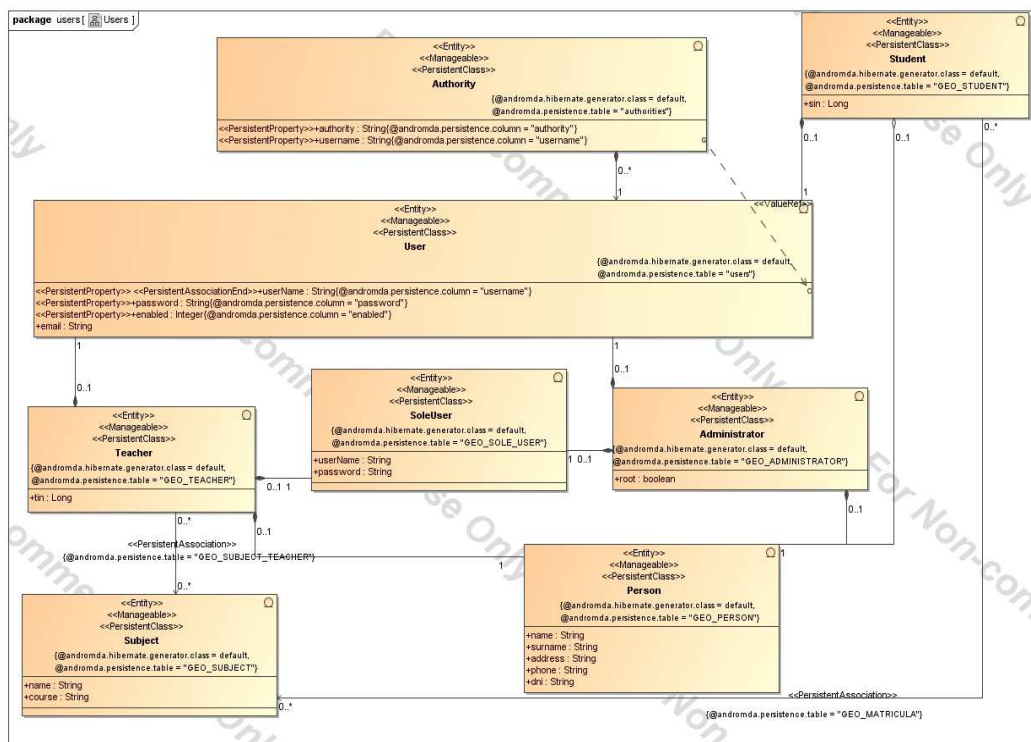 package users [ Users ]
<<Entity>>
<<Manageable>>
<<PersistentClass>>
Authority
{@andromda.hibernate.generator.class = default,
@andromda.persistence.table = "authorities"}
<<PersistentProperty>>+authority : String{@andromda.persistence.column = "authority"}
<<PersistentProperty>>+username : String{@andromda.persistence.column = "username"}
<<Entity>>
<<Manageable>>
<<PersistentClass>>
Student
{@andromda.hibernate.generator.class = default,
@andromda.persistence.table = "GEO_STUDENT"}
+sin : Long
0..*
1
0..1
0..1
0..*
1
<<ValueRef>>
<<Entity>>
<<Manageable>>
<<PersistentClass>>
User
{@andromda.hibernate.generator.class = default,
@andromda.persistence.table = "users"}
<<PersistentProperty>> <<PersistentAssociationEnd>>+userName : String{@andromda.persistence.column = "username"}
<<PersistentProperty>>+password : String{@andromda.persistence.column = "password"}
<<PersistentProperty>>+enabled : Integer{@andromda.persistence.column = "enabled"}
+email : String
1
0..1
1
0..1
<<Entity>>
<<Manageable>>
<<PersistentClass>>
Teacher
{@andromda.hibernate.generator.class = default,
@andromda.persistence.table = "GEO_TEACHER"}
+tin : Long
<<Entity>>
<<Manageable>>
<<PersistentClass>>
SoleUser
{@andromda.hibernate.generator.class = default,
@andromda.persistence.table = "GEO_SOLE_USER"}
+userName : String
+password : String
<<Entity>>
<<Manageable>>
<<PersistentClass>>
Administrator
{@andromda.hibernate.generator.class = default,
@andromda.persistence.table = "GEO_ADMINISTRATOR"}
+root : boolean
0..1 1
1 0..1
0..*
0..1
0..1
<<PersistentAssociation>>
{@andromda.persistence.table = "GEO_SUBJECT_TEACHER"}
0..*
1
1
<<Entity>>
<<Manageable>>
<<PersistentClass>>
Person
{@andromda.hibernate.generator.class = default,
@andromda.persistence.table = "GEO_PERSON"}
+name : String
+surname : String
+address : String
+phone : String
+dni : String
<<Entity>>
<<Manageable>>
<<PersistentClass>>
Subject
{@andromda.hibernate.generator.class = default,
@andromda.persistence.table = "GEO_SUBJECT"}
+name : String
+course : String
0..*
<<PersistentAssociation>>
{@andromda.persistence.table = "GEO_MATRICULA"}
For Non-com